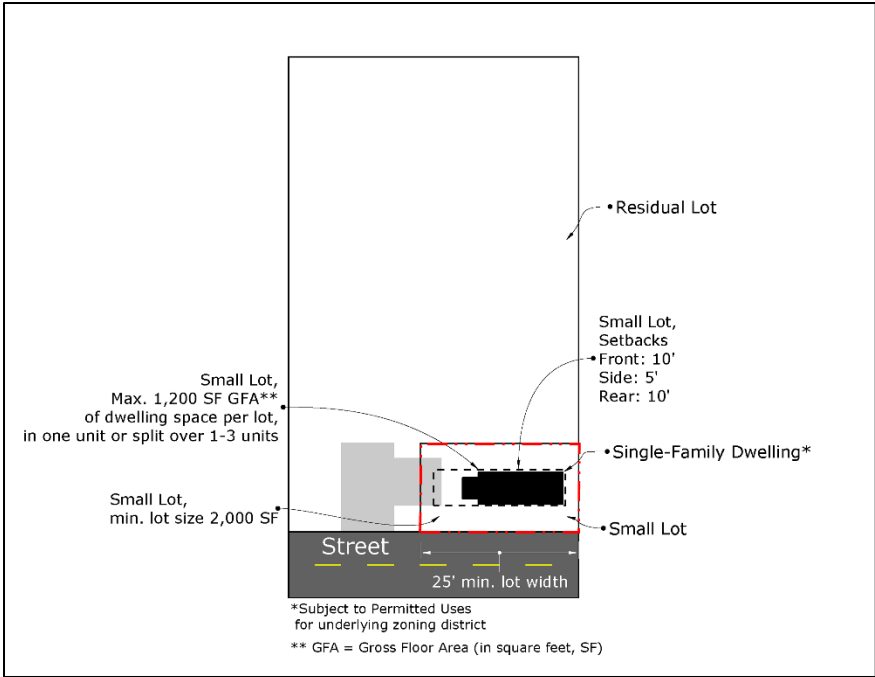 • Residual Lot
Small Lot,
Setbacks
Front: 10'
Side: 5'
Rear: 10'
Small Lot,
Max. 1,200 SF GFA**
of dwelling space per lot,
in one unit or split over 1-3 units
• Single-Family Dwelling*
Small Lot,
min. lot size 2,000 SF
• Small Lot
Street
25' min. lot width
*Subject to Permitted Uses
for underlying zoning district
** GFA = Gross Floor Area (in square feet, SF)